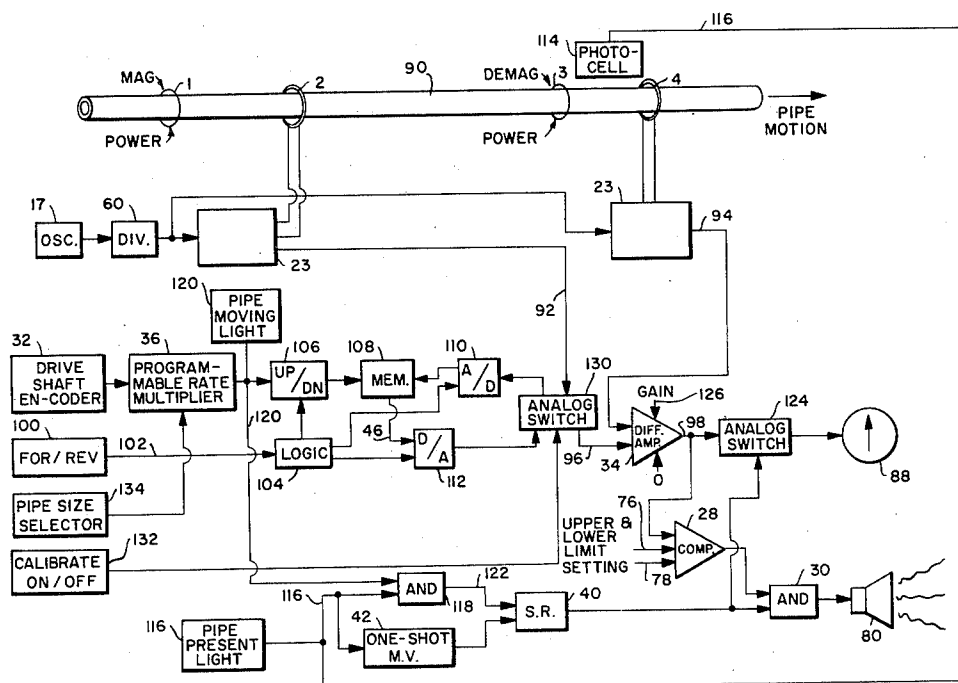 116
114
PHOTO-
CELL
MAG
1
2
90
DEMAG
3
4
POWER
POWER
PIPE
MOTION
17
OSC.
60
DIV.
23
23
94
92
120
PIPE
MOVING
LIGHT
32
DRIVE
SHAFT
EN-CODER
36
PROGRAM-
MABLE RATE
MULTIPLIER
106
UP
/DN
108
MEM.
110
A
/D
130
ANALOG
SWITCH
120
46
GAIN
126
DIFF.
AMP.
34
98
0
96
124
ANALOG
SWITCH
88
100
FOR/REV
102
LOGIC
104
D
/A
112
134
PIPE SIZE
SELECTOR
132
CALIBRATE
ON/OFF
76
UPPER &
LOWER
LIMIT
SETTING
78
28
COMP.
116
AND
118
122
S.R.
40
30
AND
80
116
PIPE
PRESENT
LIGHT
42
ONE-SHOT
M.V.